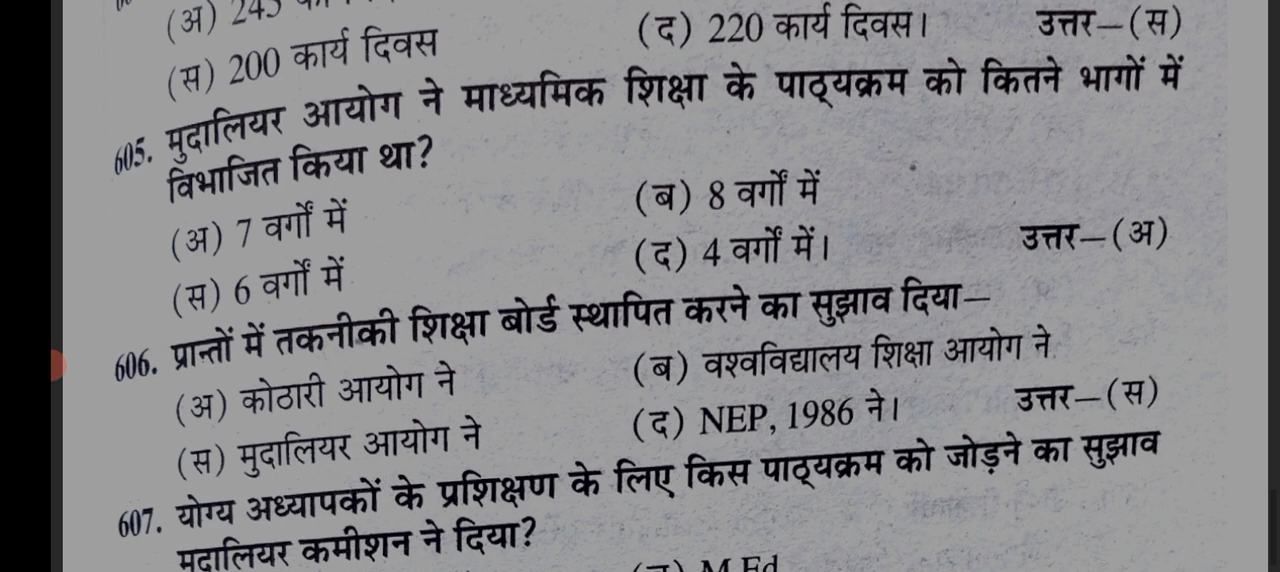 (अ) 245
(स) 200 कार्य दिवस (द) 220 कार्य दिवस। उत्तर–(स)
605. मुदालियर आयोग ने माध्यमिक शिक्षा के पाठ्यक्रम को कितने भागों में
विभाजित किया था?
(अ) 7 वर्गों में (ब) 8 वर्गों में
(स) 6 वर्गों में (द) 4 वर्गों में। उत्तर–(अ)
606. प्रान्तों में तकनीकी शिक्षा बोर्ड स्थापित करने का सुझाव दिया–
(अ) कोठारी आयोग ने (ब) वश्वविद्यालय शिक्षा आयोग ने
(स) मुदालियर आयोग ने (द) NEP, 1986 ने। उत्तर–(स)
607. योग्य अध्यापकों के प्रशिक्षण के लिए किस पाठ्यक्रम को जोड़ने का सुझाव
मुदालियर कमीशन ने दिया?
M.Ed